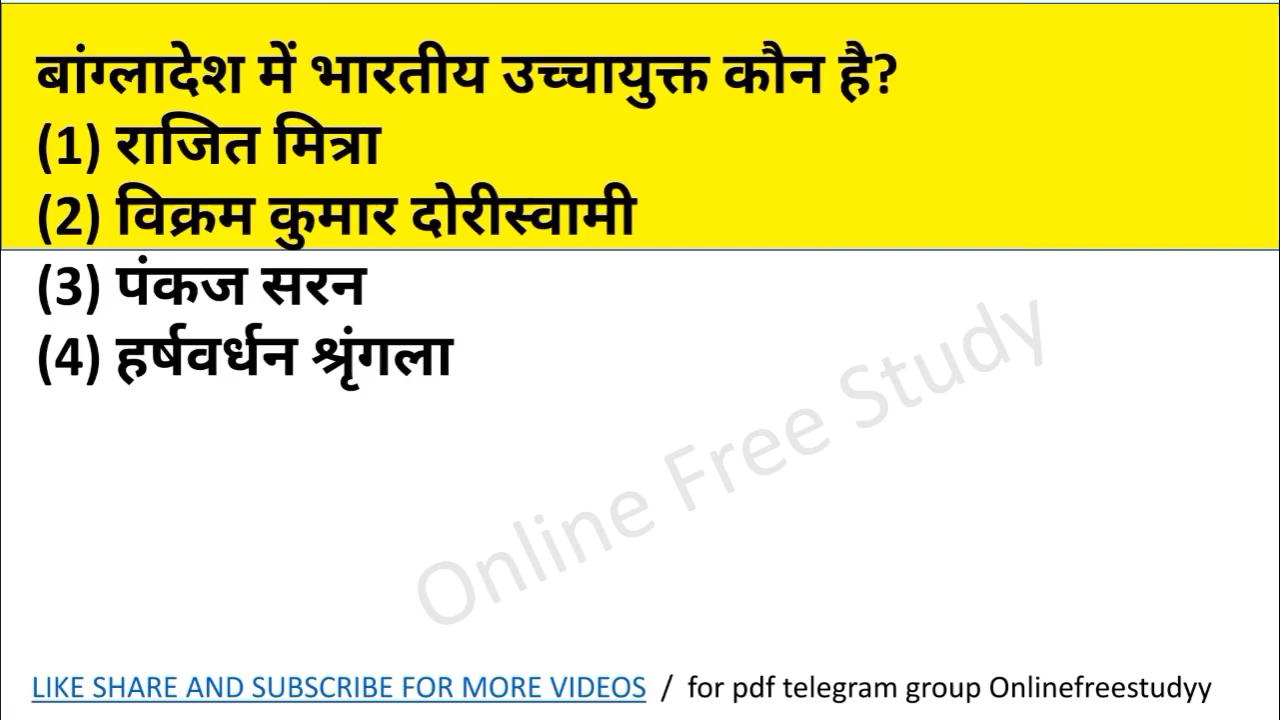 बांग्लादेश में भारतीय उच्चायुक्त कौन है?
(1) राजित मित्रा
(2) विक्रम कुमार दोरीस्वामी
(3) पंकज सरन
(4) हर्षवर्धन श्रृंगला
Online Free Study
LIKE SHARE AND SUBSCRIBE FOR MORE VIDEOS / for pdf telegram group Onlinefreestudyy